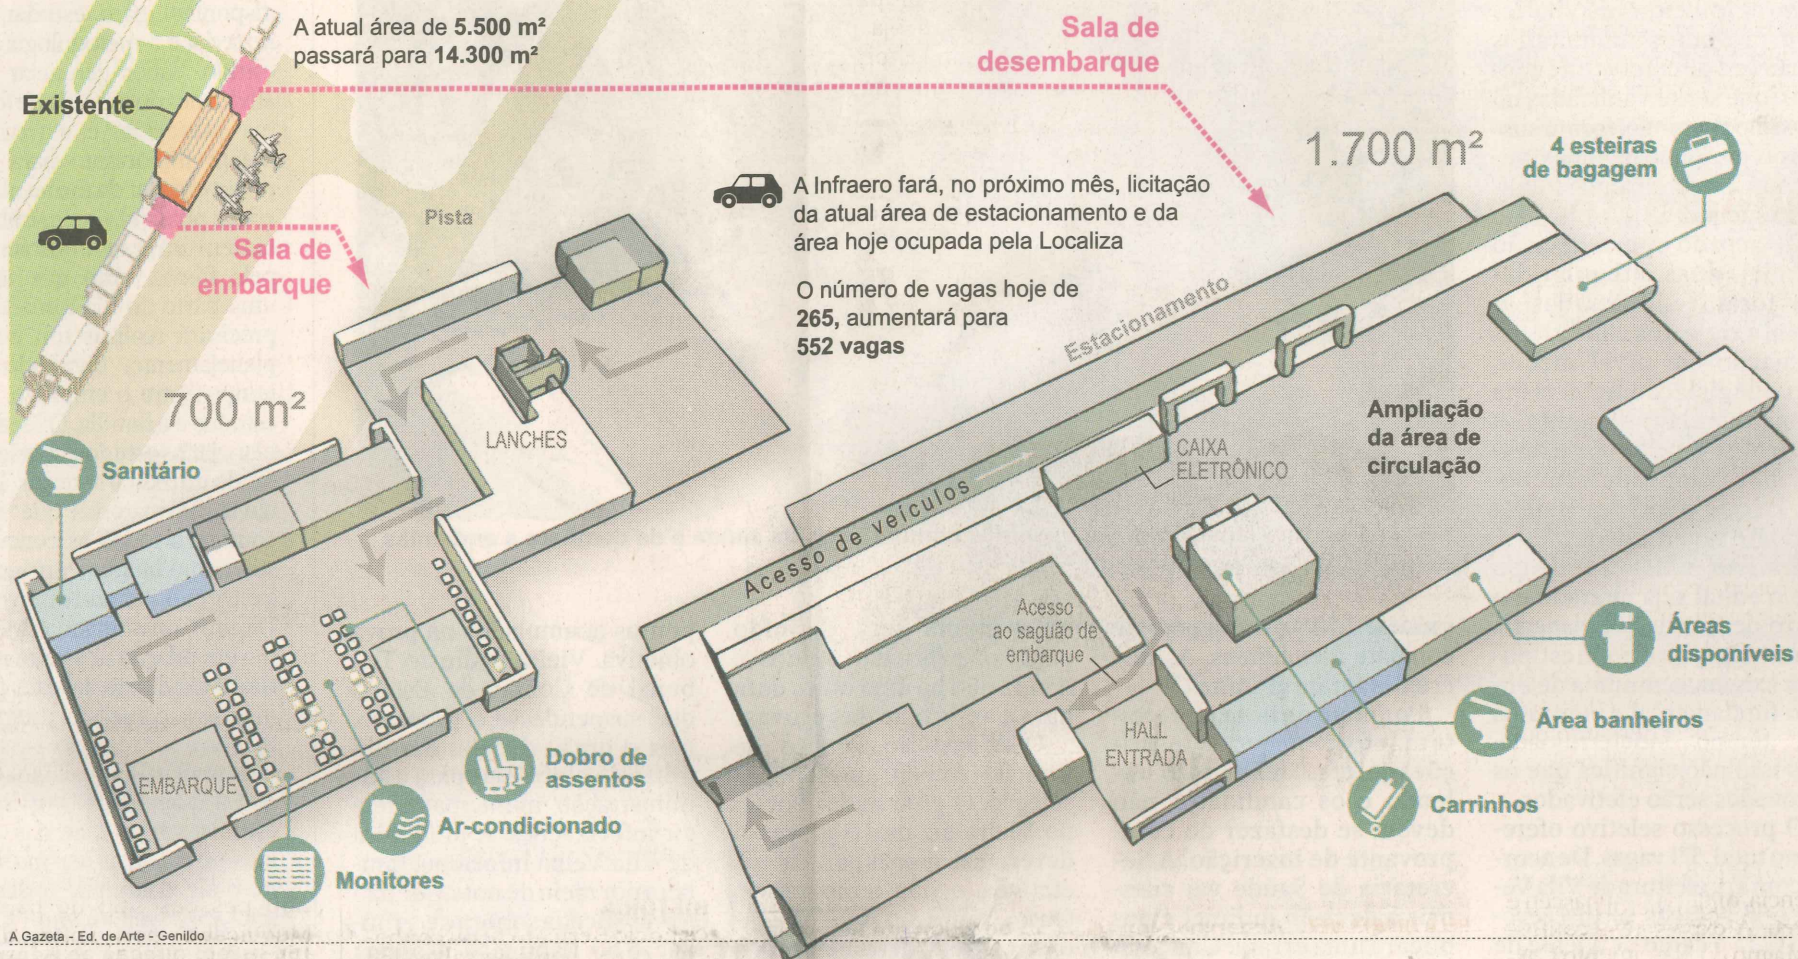 A atual área de 5.500 m²
passará para 14.300 m²
Existente
Sala de
desembarque
1.700 m²
4 esteiras
de bagagem
A Infraero fará, no próximo mês, licitação
da atual área de estacionamento e da
área hoje ocupada pela Localiza
O número de vagas hoje de
265, aumentará para
552 vagas
Pista
Sala de
embarque
Estacionamento
700 m²
Sanitário
LANCHES
CAIXA
ELETRÔNICO
Ampliação
da área de
circulação
Acesso de veículos
Acesso
ao saguão de
embarque
Áreas
disponíveis
Área banheiros
HALL
ENTRADA
Carrinhos
EMBARQUE
Dobro de
assentos
Ar-condicionado
Monitores
A Gazeta - Ed. de Arte - Genildo